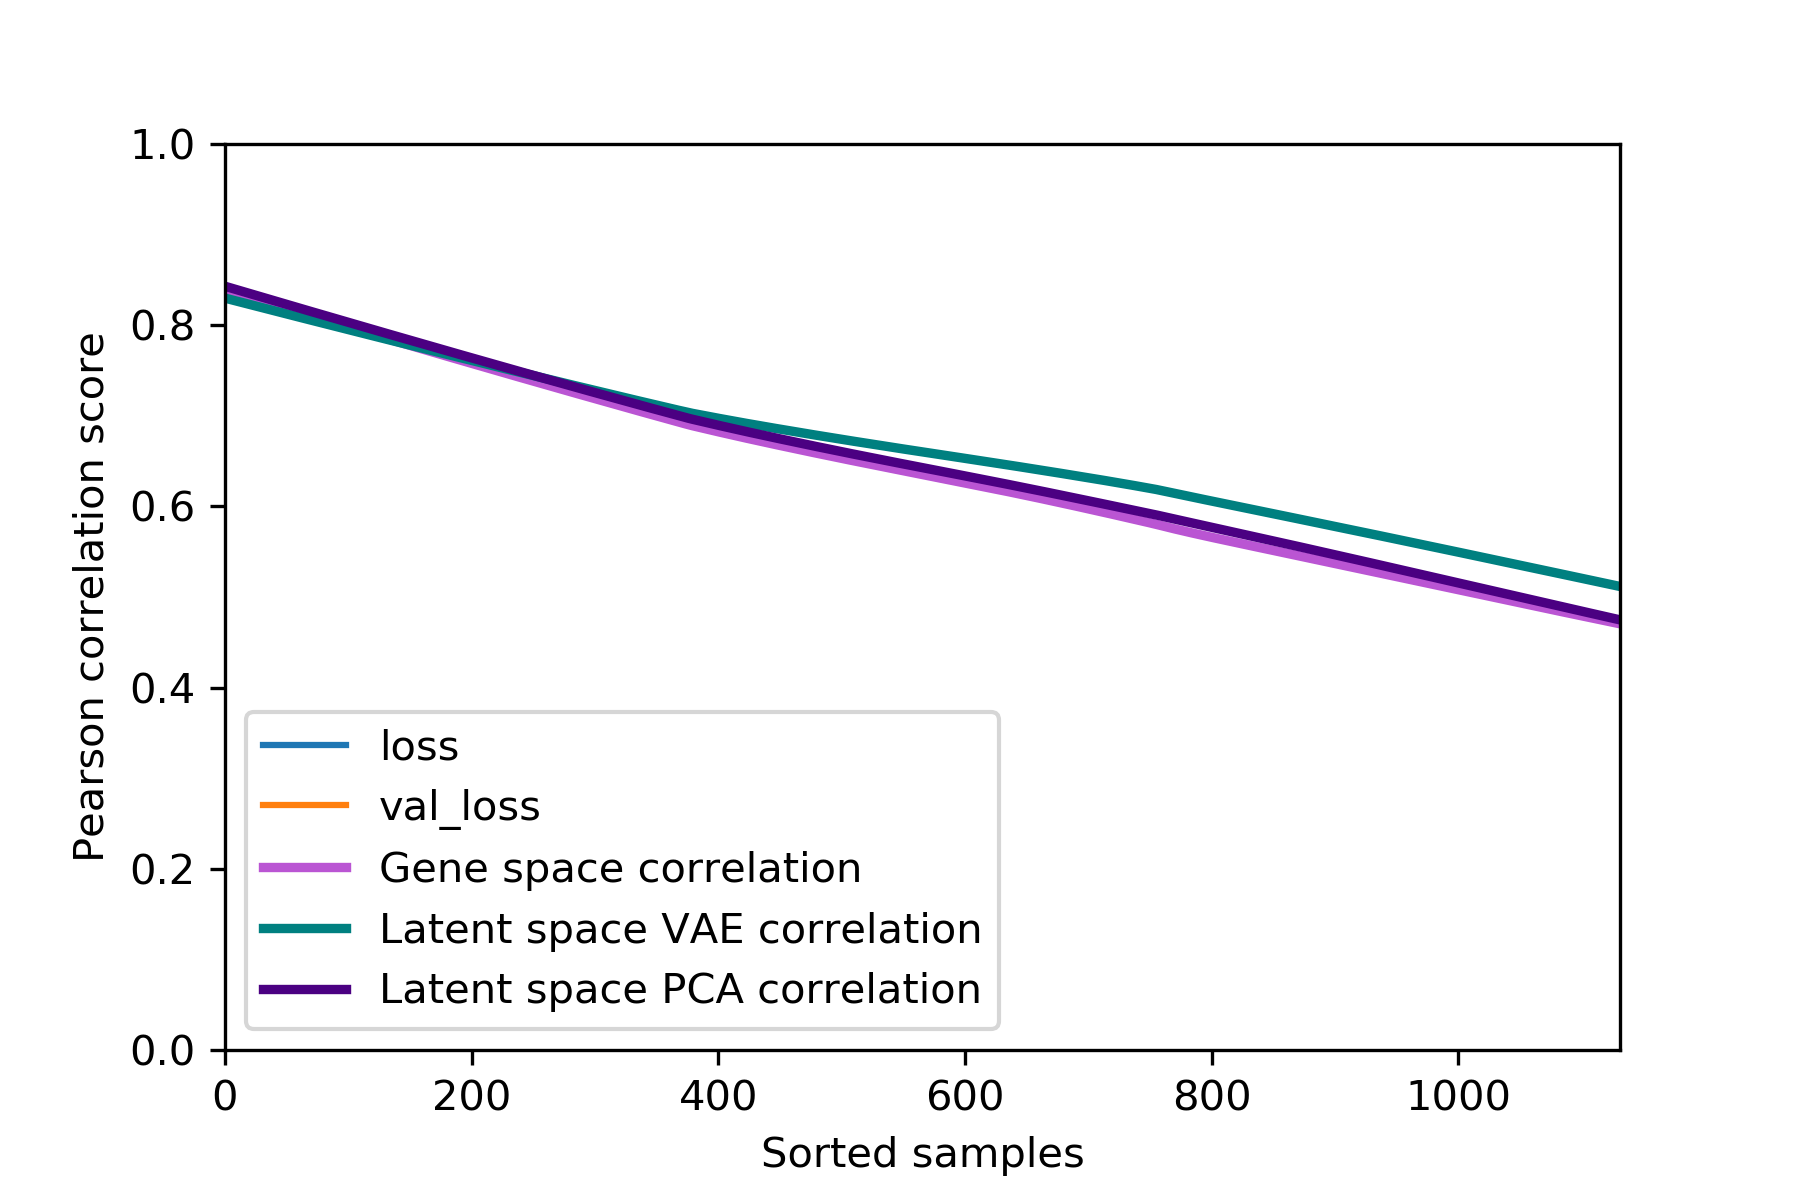 1.0
0.8
0.6
0.4
0.2
0.0
Pearson correlation score
loss
val_loss
Gene space correlation
Latent space VAE correlation
Latent space PCA correlation
0 200 400 600 800 1000
Sorted samples